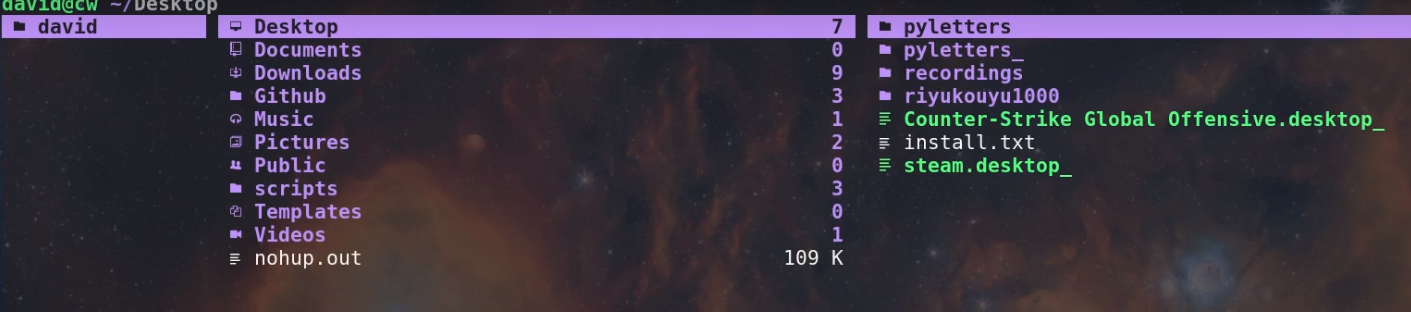 david@cw ~/Desktop
david
Desktop 7
Documents 0
Downloads 9
Github 3
Music 1
Pictures 2
Public 0
scripts 3
Templates 0
Videos 1
nohup.out 109 K
pyletters
pyletters_
recordings
riyukouyu1000
Counter-Strike Global Offensive.desktop_
install.txt
steam.desktop_